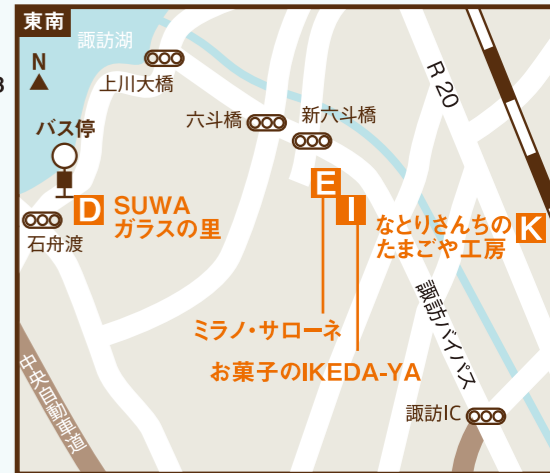 東南
諏訪湖
N
3
上川大橋
R 20
バス停
六斗橋
新六斗橋
E
D
SUWA
ガラスの里
I
なとりさんちの
たまごや工房
K
石舟渡
諏訪バイパス
ミラノ・サローネ
お菓子のIKEDA-YA
中央自動車道
諏訪IC